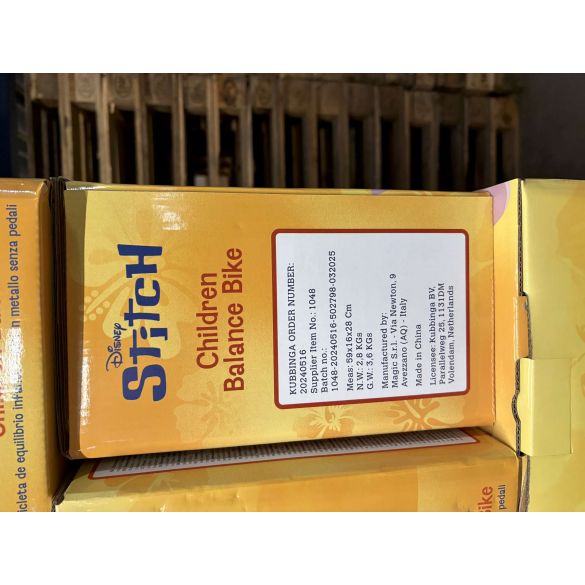 DISNEY
STITCH
Children
Balance Bike
KUBBINGA ORDER NUMBER:
20240516
Supplier Item No.: 1048
Batch no.:
1048-20240516-502798-032025
Meas: 59x16x28 Cm
N.W.: 2.8 KGs
G.W.: 3.6 KGs
Manufactured by:
Magic S.r.l. - Via Newton, 9
Avezzano (AQ) - Italy
Made in China
Licensee: Kubbinga BV,
Parallelweg 25, 1131DM
Volendam, Netherlands
metallo senza pedali
cicleta de equilibrio
Bike
pedali